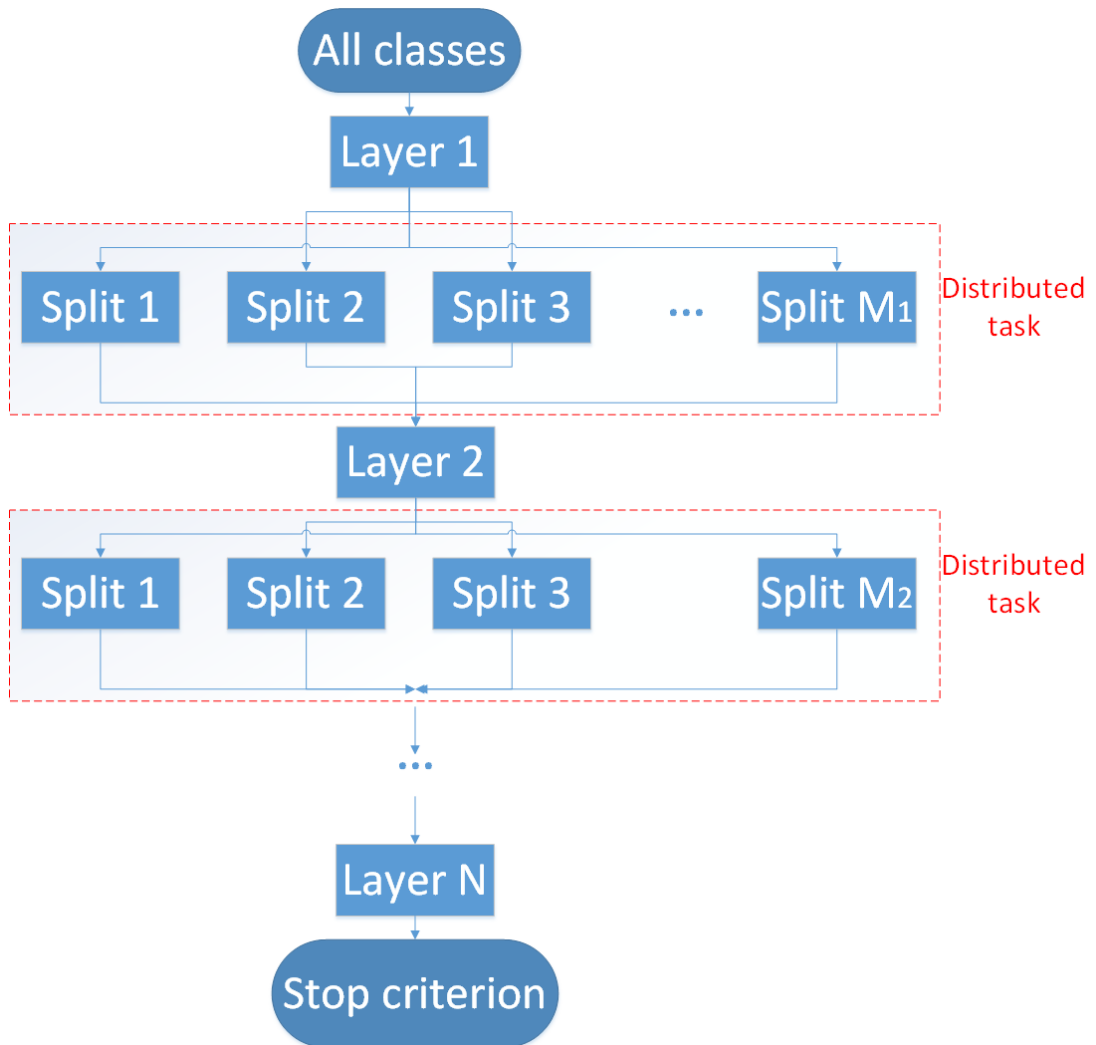 All classes
Layer 1
Split 1
Split 2
Split 3
...
Split M1
Distributed
task
Layer 2
Split 1
Split 2
Split 3
Split M2
Distributed
task
...
Layer N
Stop criterion